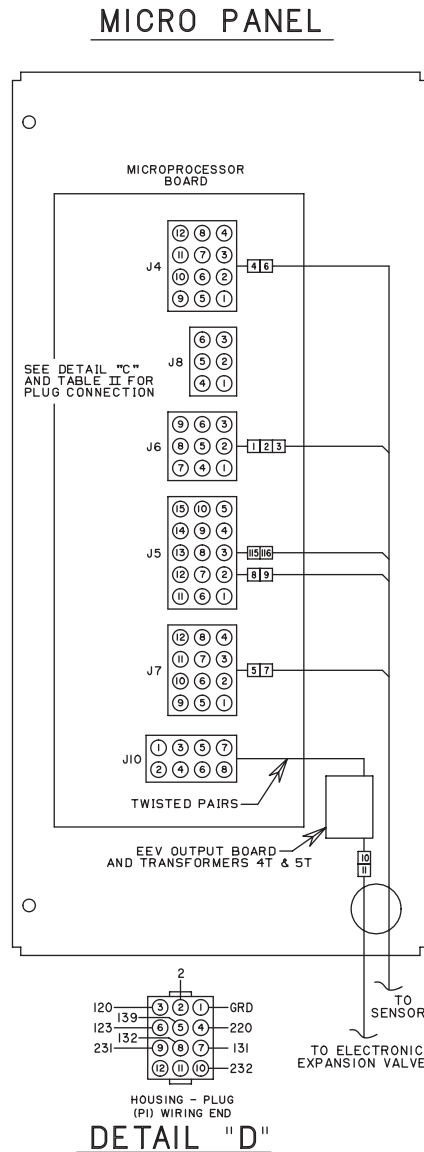 MICRO PANEL
MICROPROCESSOR
BOARD
12 8 4
11 7 3
J4
4 6
10 6 2
9 5 1
6 3
J8
5 2
4 1
SEE DETAIL "C"
AND TABLE II FOR
PLUG CONNECTION
9 6 3
J6
8 5 2
1 2 3
7 4 1
15 10 5
14 9 4
J5
13 8 3
115 116
12 7 2
8 9
11 6 1
12 8 4
11 7 3
J7
5 7
10 6 2
9 5 1
J10
1 3 5 7
2 4 6 8
TWISTED PAIRS
EEV OUTPUT BOARD
AND TRANSFORMERS 4T & 5T
10
11
TO
SENSOR
TO ELECTRONIC
EXPANSION VALVE
2
120 3 2 1 GRD
139
123 6 5 4 220
132
231 9 8 7 131
12 11 10 232
HOUSING - PLUG
(P1) WIRING END
DETAIL "D"